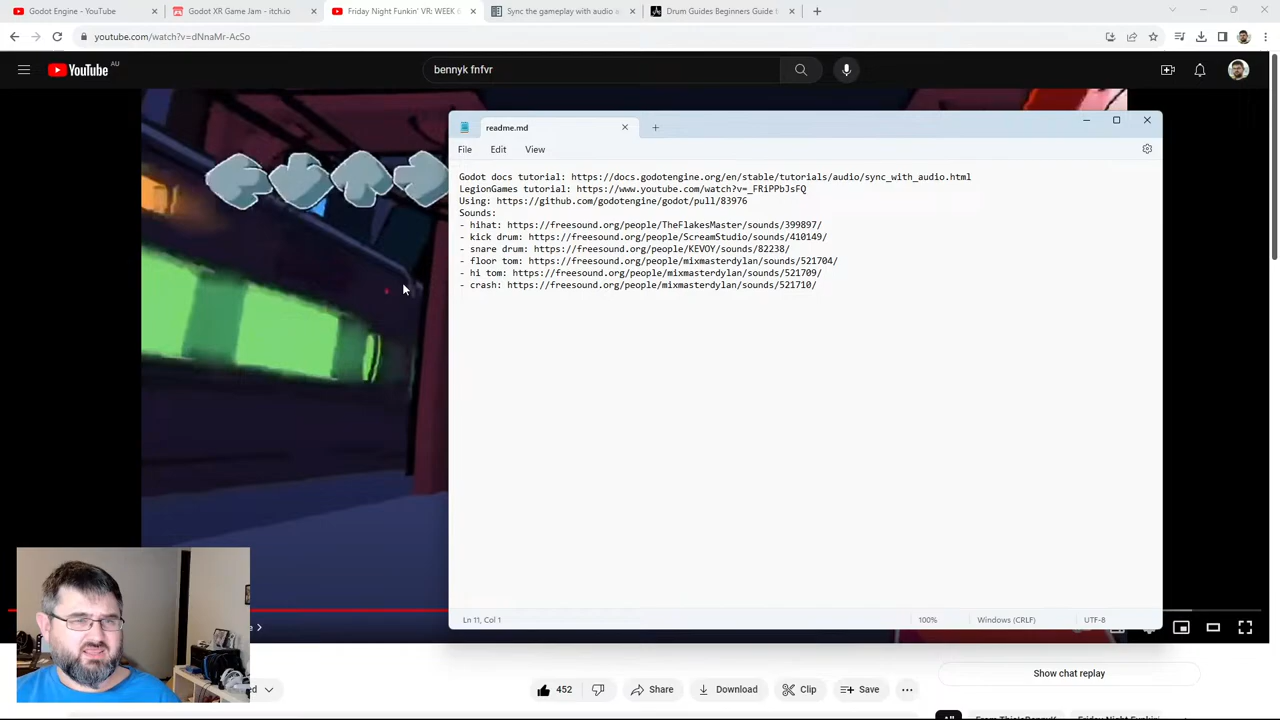 Godot Engine - YouTube
Godot XR Game Jam - itch.io
Friday Night Funkin' VR: WEEK
Sync the gameplay with audio
Drum Guides Beginners Guide
youtube.com/watch?v=dNnaMr-AcSo
YouTube AU
bennyk fnfvr
readme.md
File Edit View
Godot docs tutorial: https://docs.godotengine.org/en/stable/tutorials/audio/sync_with_audio.html
LegionGames tutorial: https://www.youtube.com/watch?v=_FRiPPbJsFQ
Using: https://github.com/godotengine/godot/pull/83976
Sounds:
- hihat: https://freesound.org/people/TheFlakesMaster/sounds/399897/
- kick drum: https://freesound.org/people/ScreamStudio/sounds/410149/
- snare drum: https://freesound.org/people/KEVOY/sounds/82238/
- floor tom: https://freesound.org/people/mixmasterdylan/sounds/521704/
- hi tom: https://freesound.org/people/mixmasterdylan/sounds/521709/
- crash: https://freesound.org/people/mixmasterdylan/sounds/521710/
Ln 11, Col 1
100%
Windows (CRLF)
UTF-8
Show chat replay
452
Share
Download
Clip
Save